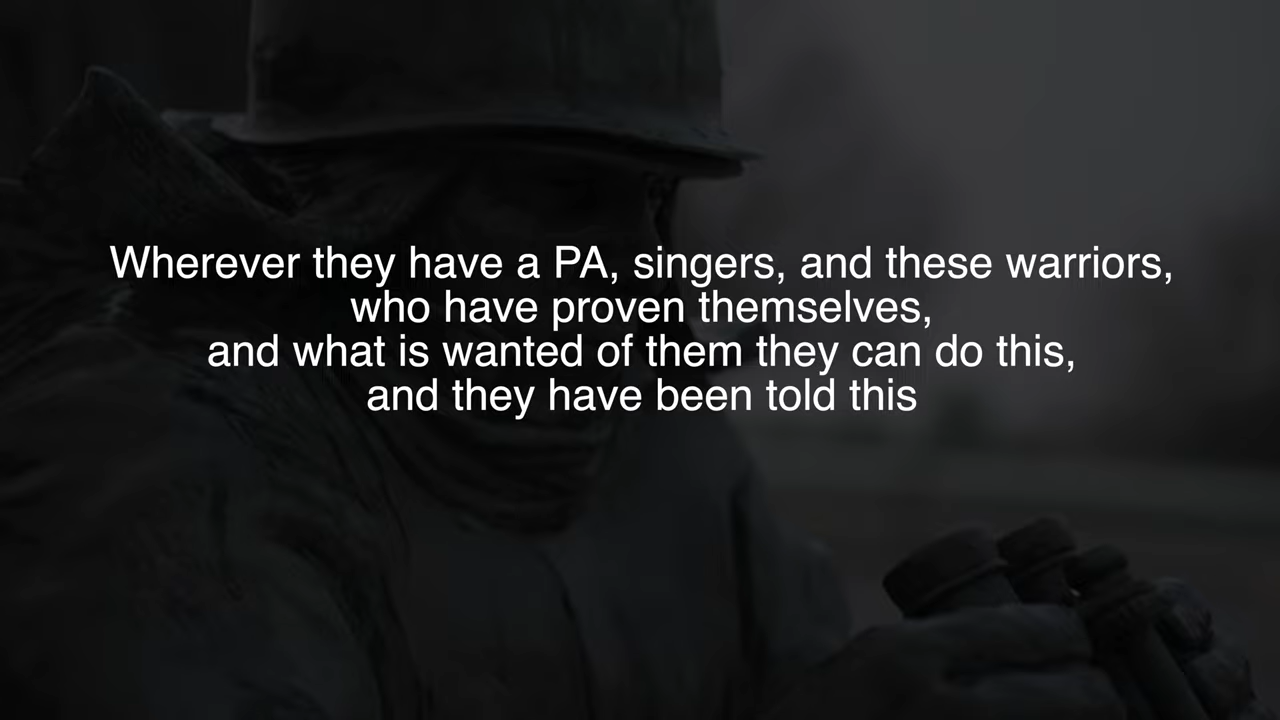 Wherever they have a PA, singers, and these warriors,
who have proven themselves,
and what is wanted of them they can do this,
and they have been told this